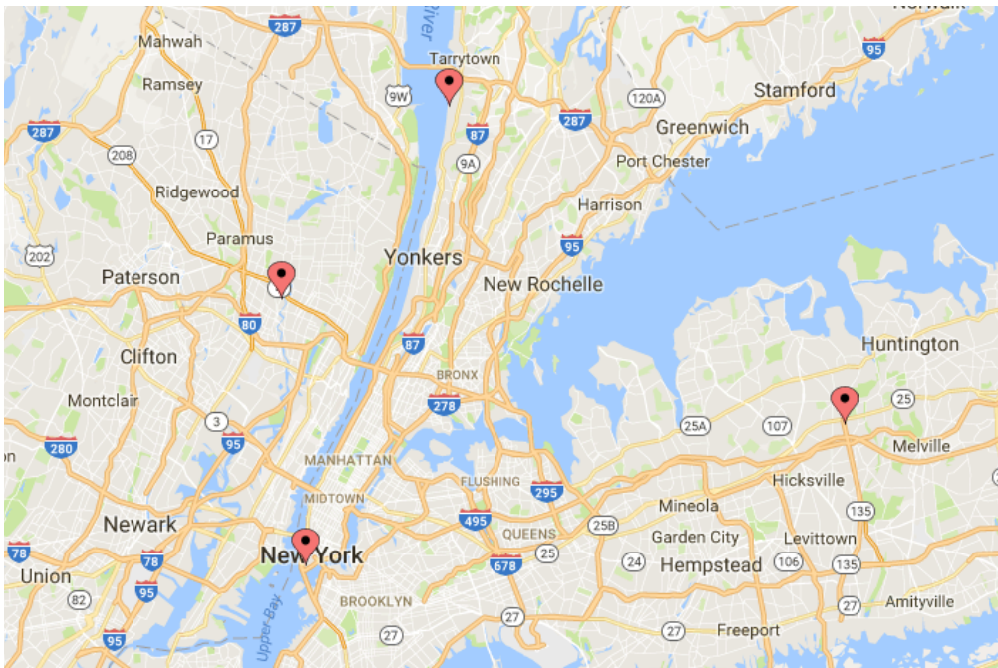 Norwalk
287
River
Mahwah
Tarrytown
95
Ramsey
9W
Stamford
120A
287
87
287
Greenwich
17
208
9A
Port Chester
Ridgewood
Harrison
Paramus
95
202
Yonkers
Paterson
New Rochelle
80
87
Huntington
Clifton
BRONX
278
Montclair
25
3
25A
107
95
280
Melville
MANHATTAN
FLUSHING
Hicksville
295
MIDTOWN
Mineola
135
495
Newark
25B
QUEENS
Garden City
Levittown
78
78
New York
25
678
24
Hempstead
106
135
Union
95
82
BROOKLYN
27
Amityville
Upper Bay
27
27
27
Freeport
95